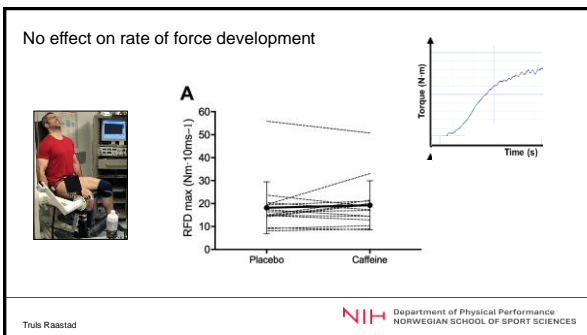 No effect on rate of force development
Torque (N·m)
Time (s)
A
RFD max (Nm·10ms–1)
60
50
40
30
20
10
0
Placebo
Caffeine
Truls Raastad
NIH
Department of Physical Performance
NORWEGIAN SCHOOL OF SPORT SCIENCES